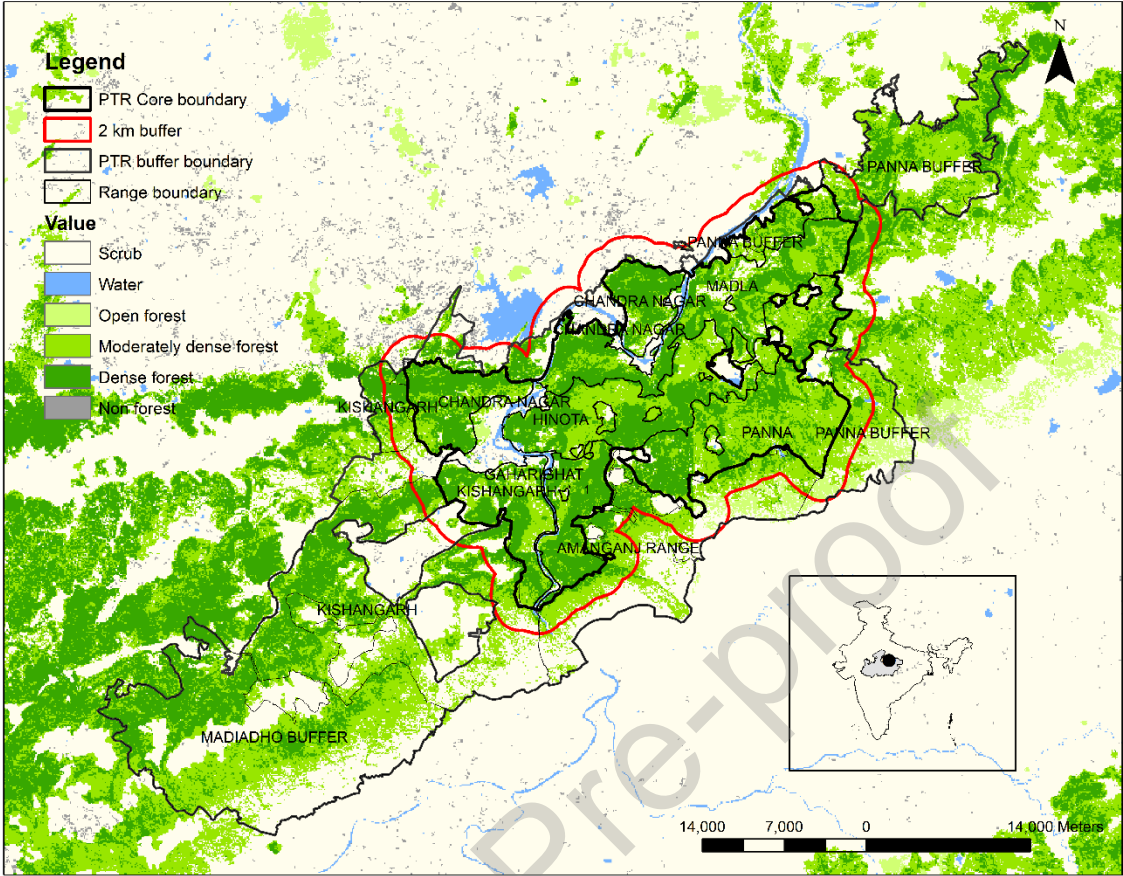 N
Legend
PTR Core boundary
2 km buffer
PTR buffer boundary
Range boundary
Value
Scrub
Water
Open forest
Moderately dense forest
Dense forest
Non forest
PANNA BUFFER
PANNA BUFFER
MADLA
CHANDRA NAGAR
CHANDRA NAGAR
KISHANGARH
CHANDRA NAGAR
HINOTA
PANNA
PANNA BUFFER
GAHARIGHAT
KISHANGARH
AMANGANJ RANGE
KISHANGARH
MADIADHO BUFFER
Pre-proof
14,000 7,000 0 14,000 Meters